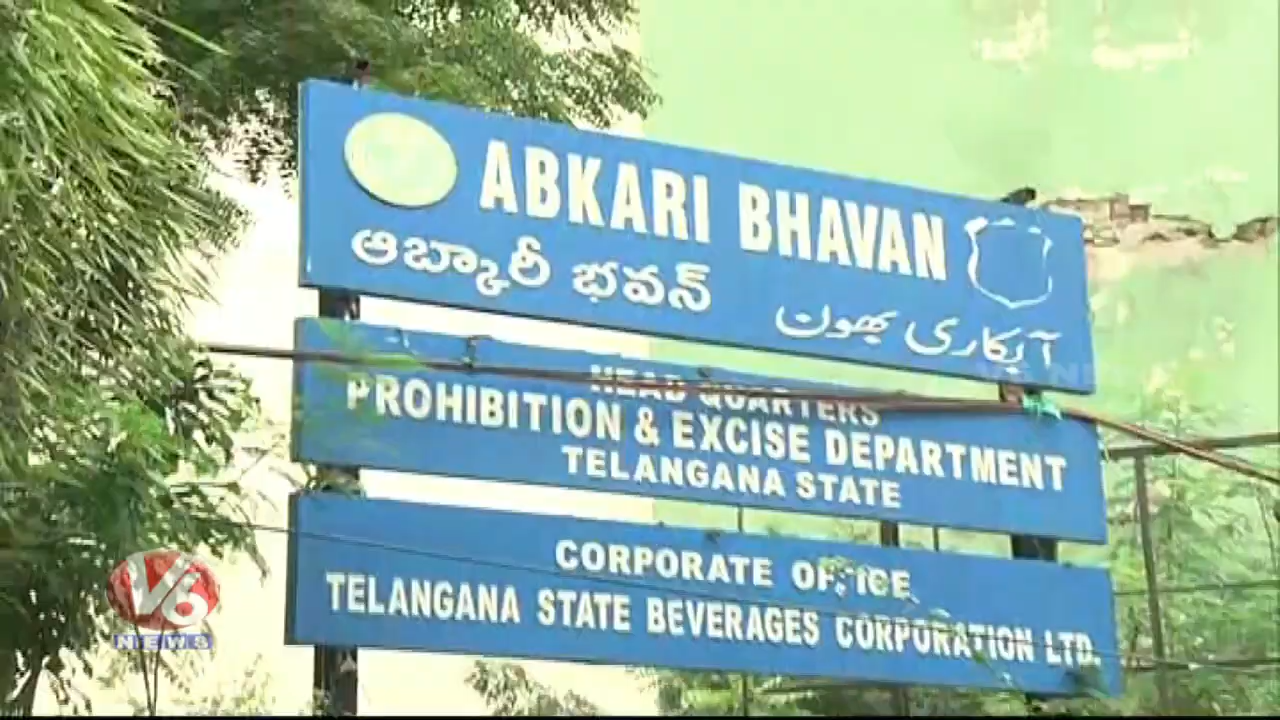 ABKARI BHAVAN
ఆబ్కారీ భవన్
آبکاری بھون
HEAD QUARTERS
PROHIBITION & EXCISE DEPARTMENT
TELANGANA STATE
CORPORATE OFFICE
TELANGANA STATE BEVERAGES CORPORATION LTD.
V6
NEWS